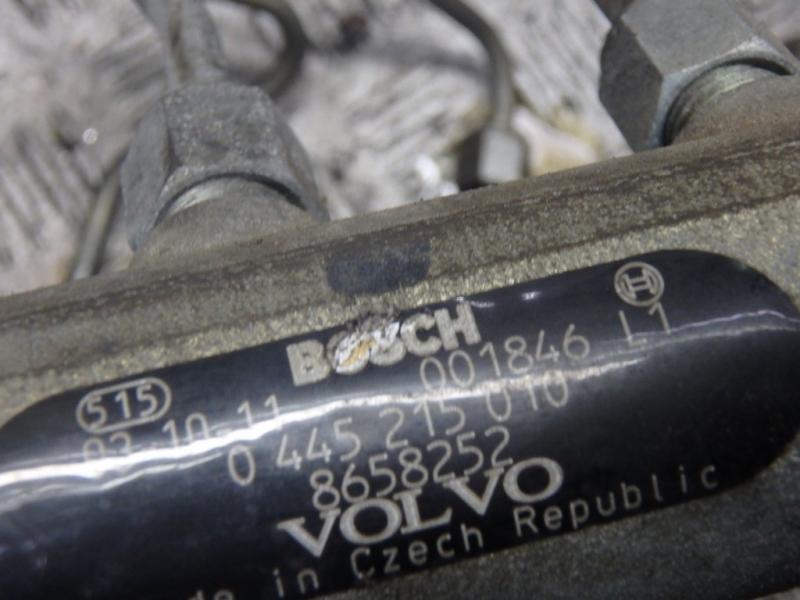 BOSCH
515 001846 L1
03.10.11
0 445 215 010
8658252
VOLVO
in Czech Republic